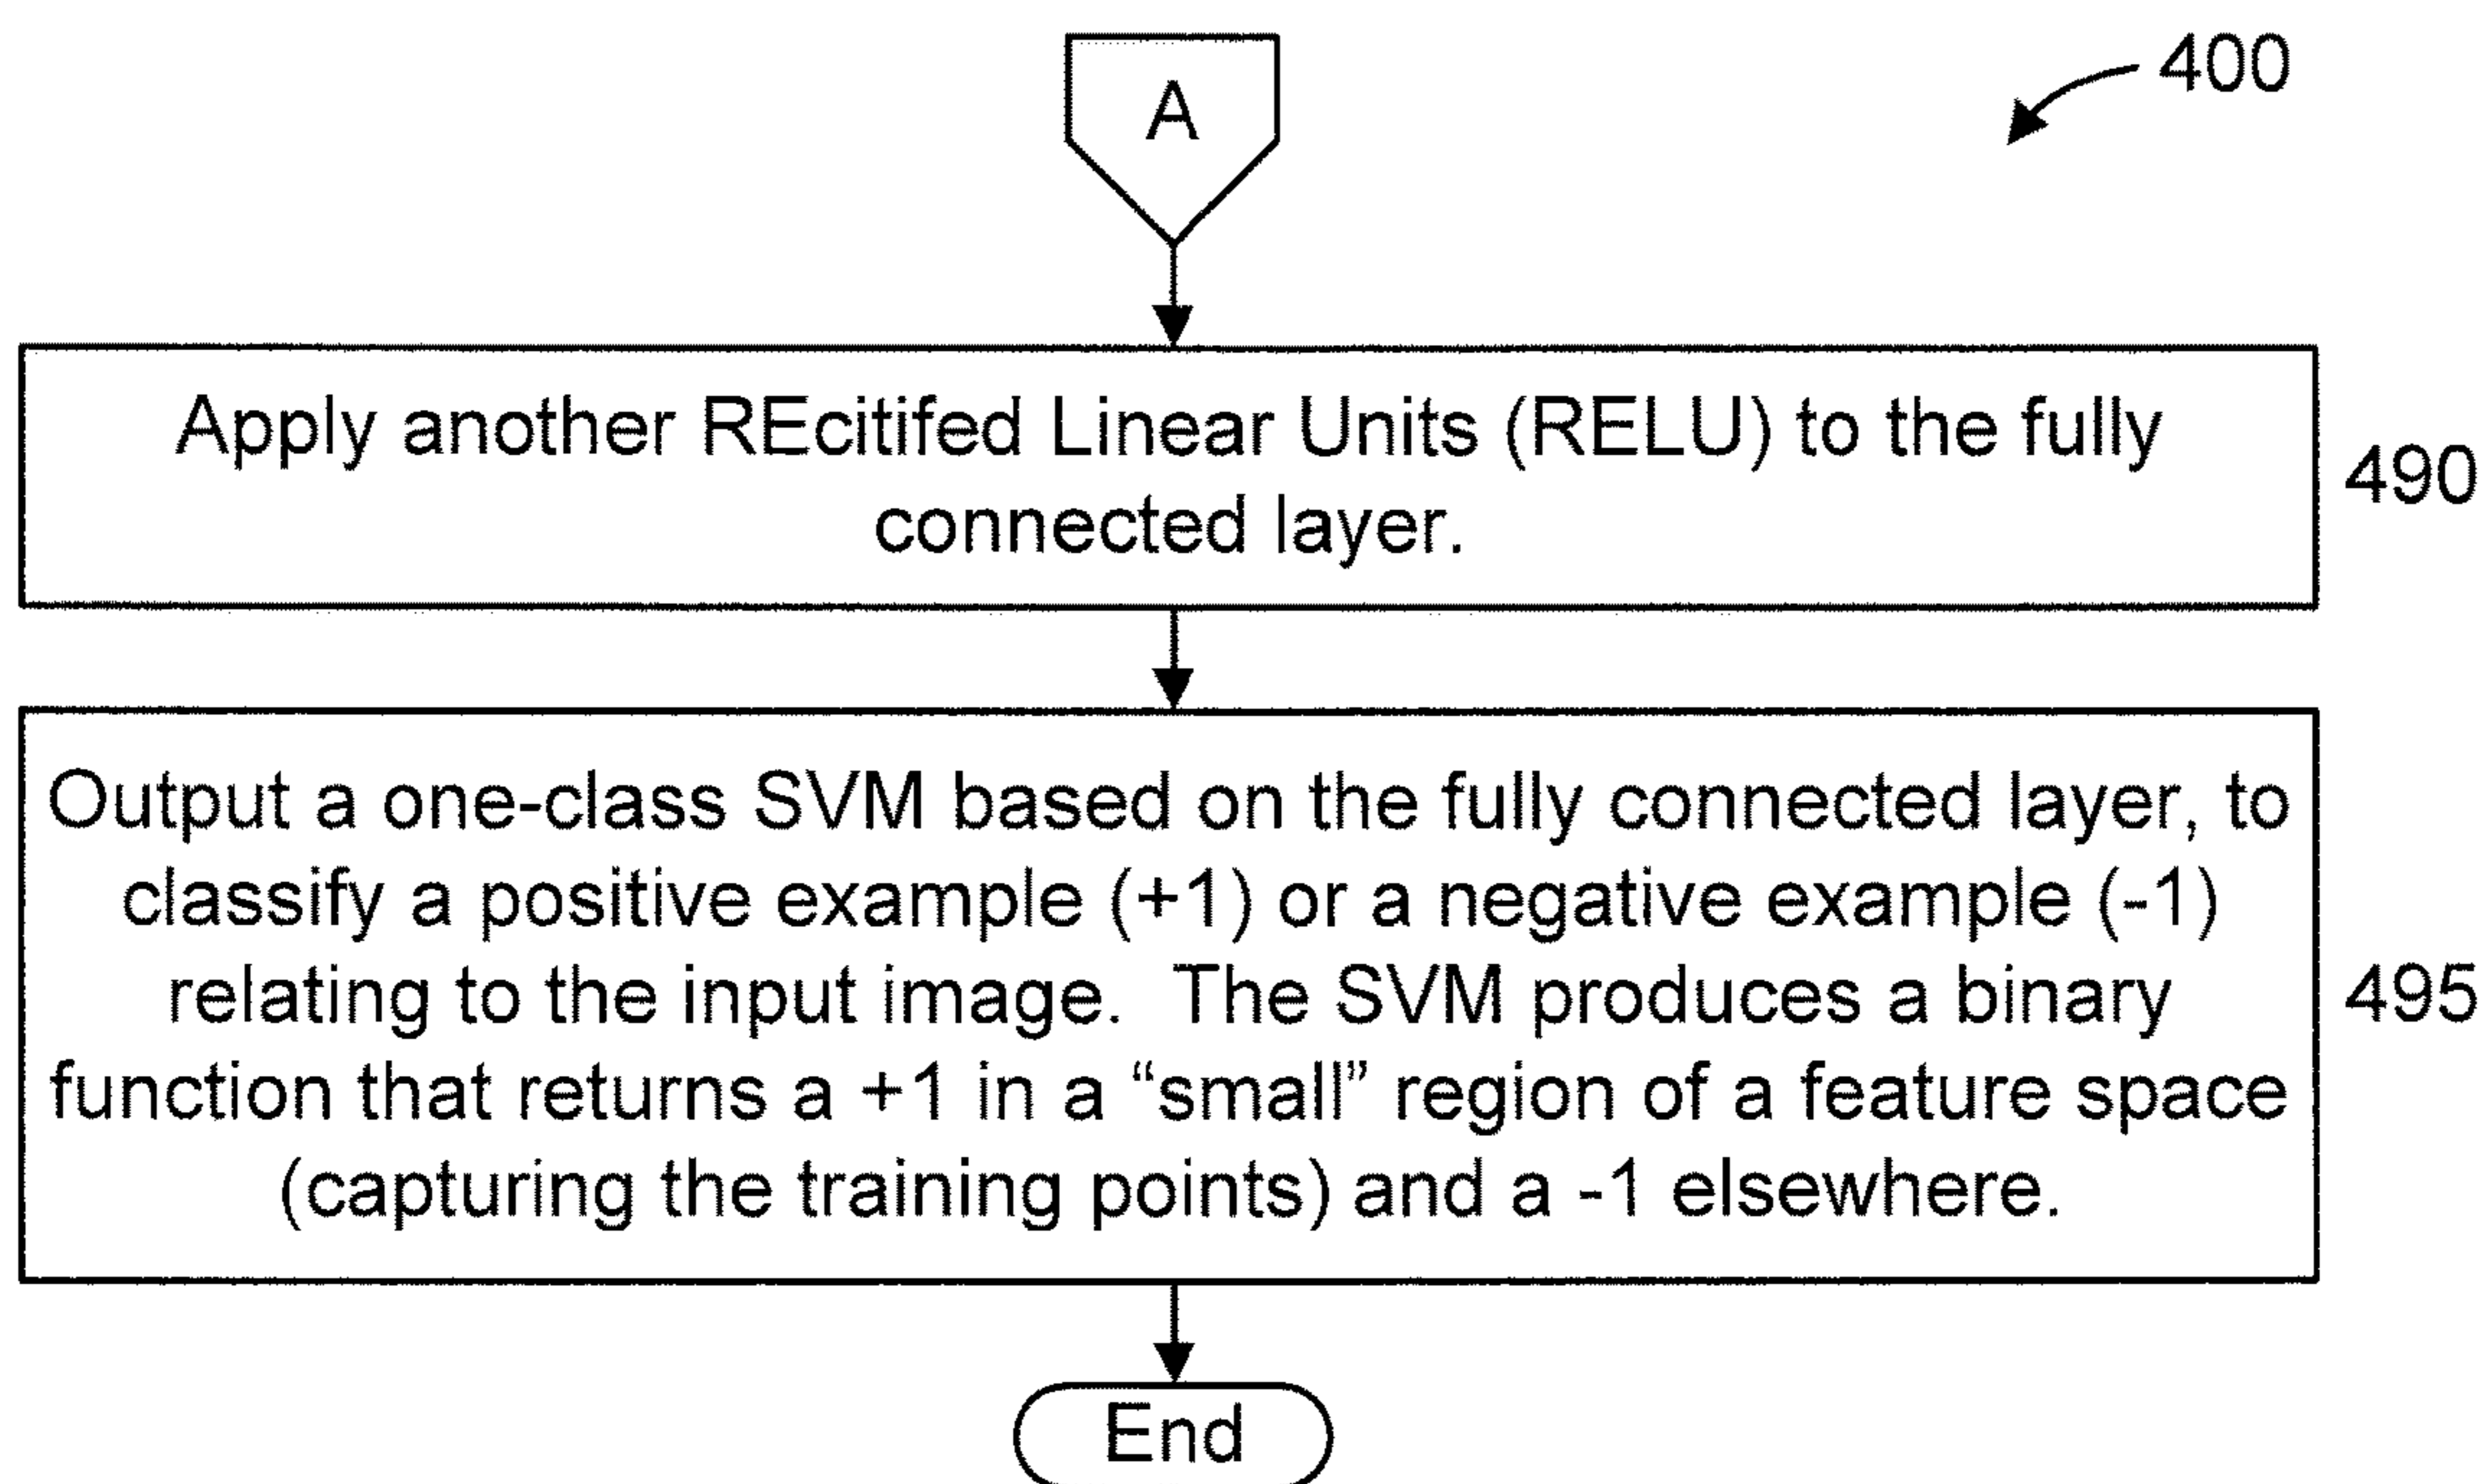 A
400
Apply another REcitifed Linear Units (RELU) to the fully
connected layer.
490
Output a one-class SVM based on the fully connected layer, to
classify a positive example (+1) or a negative example (-1)
relating to the input image. The SVM produces a binary
function that returns a +1 in a “small” region of a feature space
(capturing the training points) and a -1 elsewhere.
495
End